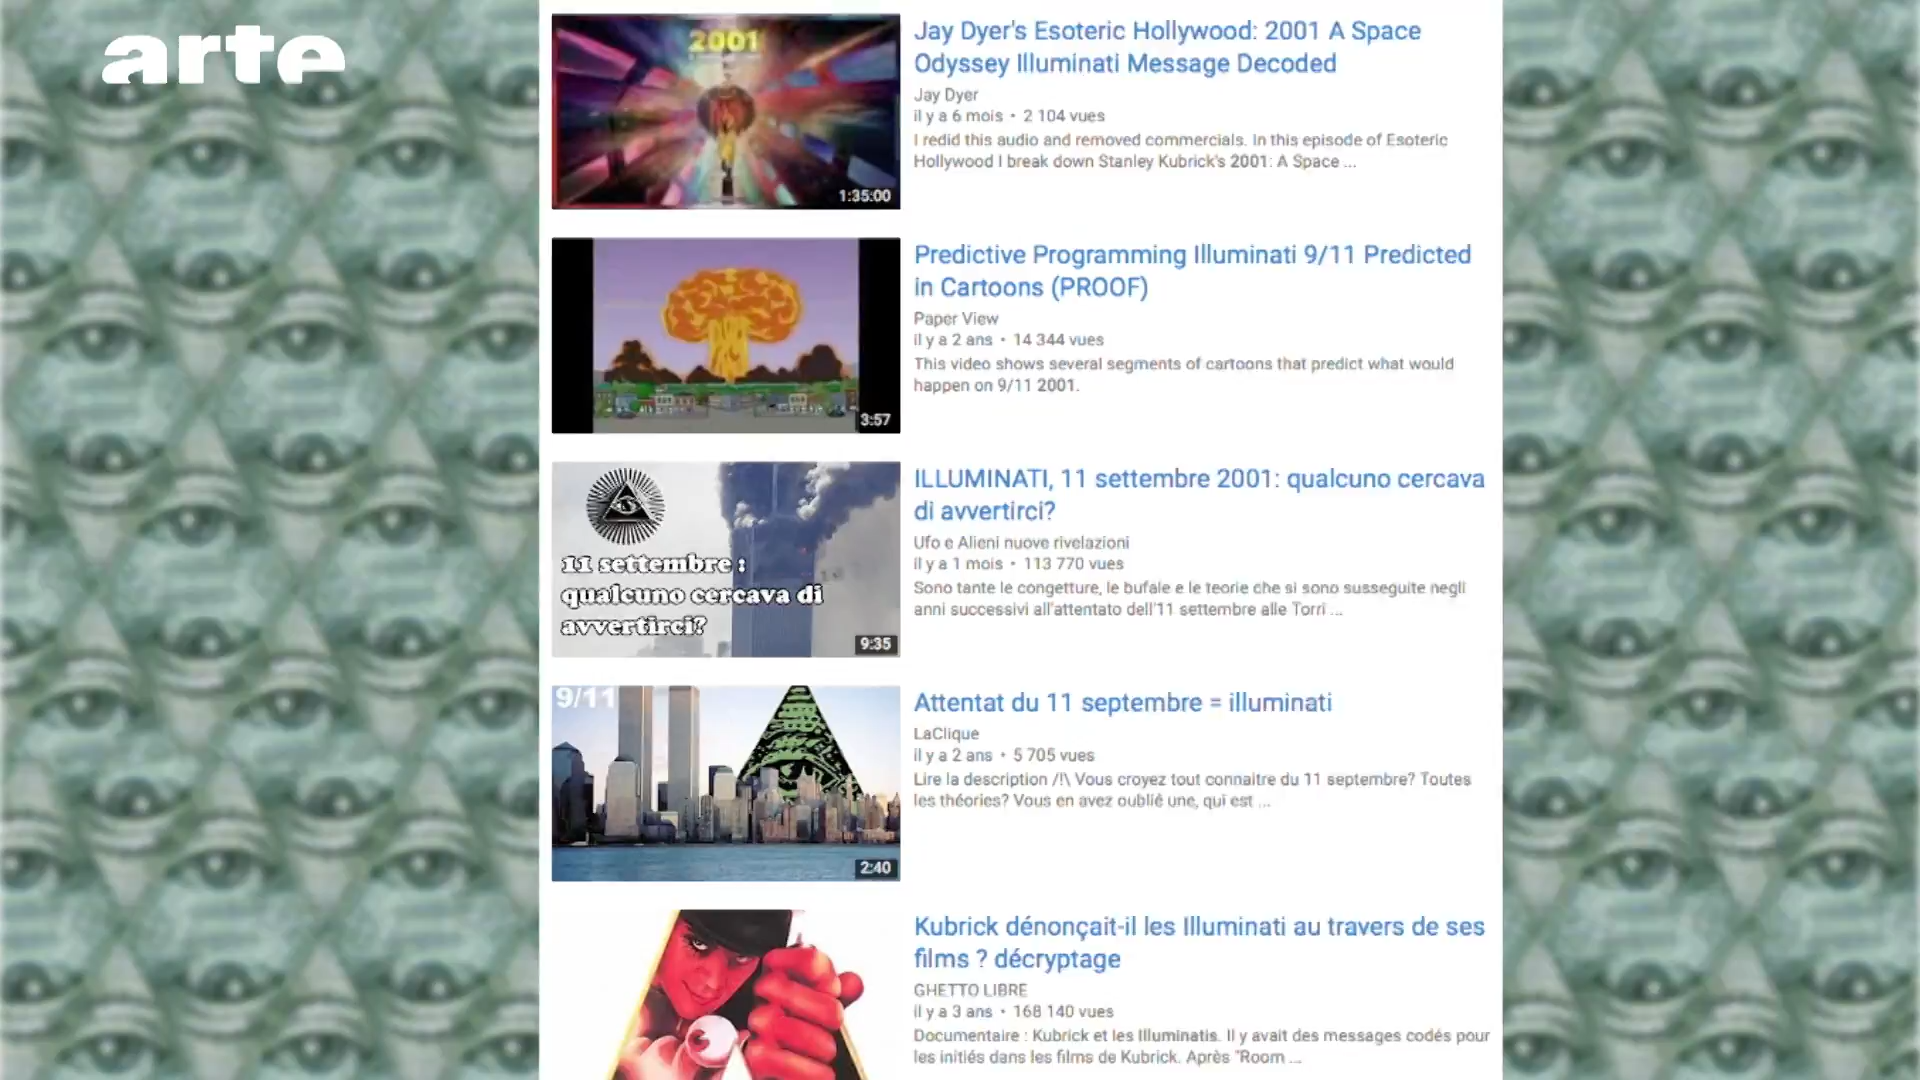 arte
2001
1:35:00
Jay Dyer's Esoteric Hollywood: 2001 A Space
Odyssey Illuminati Message Decoded
Jay Dyer
il y a 6 mois • 2 104 vues
I redid this audio and removed commercials. In this episode of Esoteric
Hollywood I break down Stanley Kubrick's 2001: A Space ...
3:57
Predictive Programming Illuminati 9/11 Predicted
in Cartoons (PROOF)
Paper View
il y a 2 ans • 14 344 vues
This video shows several segments of cartoons that predict what would
happen on 9/11 2001.
11 settembre :
qualcuno cercava di
avvertirci?
9:35
ILLUMINATI, 11 settembre 2001: qualcuno cercava
di avvertirci?
Ufo e Alieni nuove rivelazioni
il y a 1 mois • 113 770 vues
Sono tante le congetture, le bufale e le teorie che si sono susseguite negli
anni successivi all'attentato dell'11 settembre alle Torri ...
9/11
2:40
Attentat du 11 septembre = illuminati
LaClique
il y a 2 ans • 5 705 vues
Lire la description /!\ Vous croyez tout connaitre du 11 septembre? Toutes
les théories? Vous en avez oublié une, qui est ...
Kubrick dénonçait-il les Illuminati au travers de ses
films ? décryptage
GHETTO LIBRE
il y a 3 ans • 168 140 vues
Documentaire : Kubrick et les Illuminatis. Il y avait des messages codés pour
les initiés dans les films de Kubrick. Après "Room ...